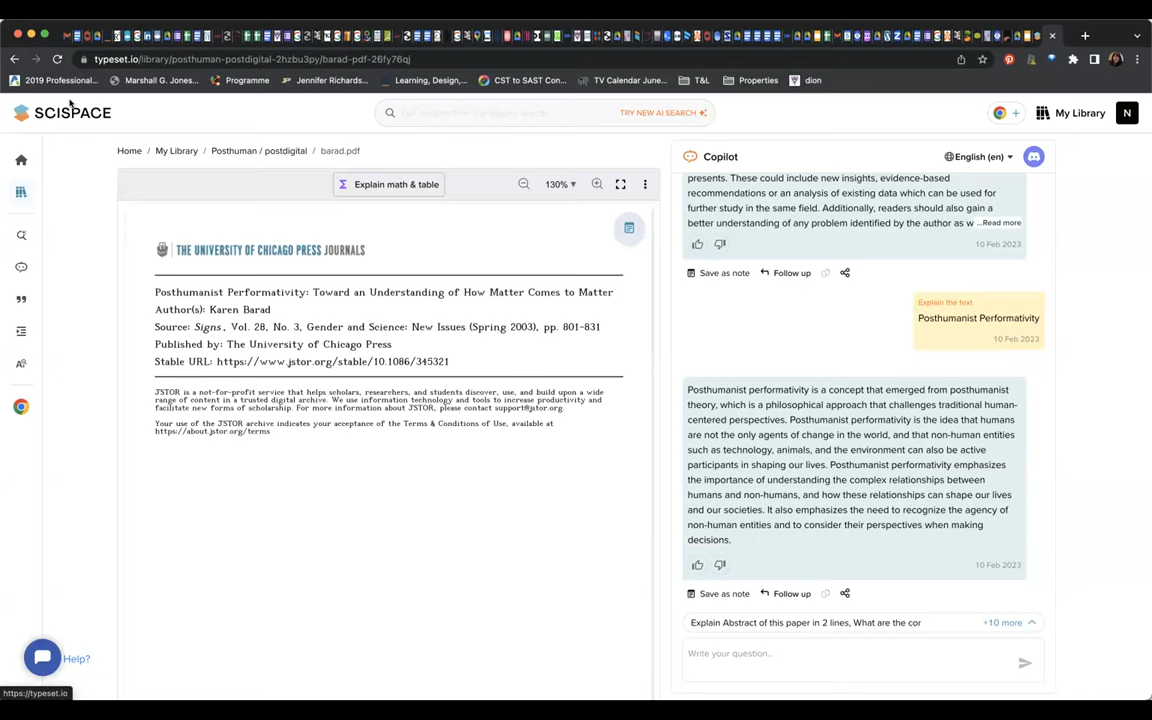 typeset.io/library/posthuman-postdigital-2hzbu3py/barad-pdf-26fy76qj
2019 Professional...
Marshall G. Jones...
Programme
Jennifer Richards...
Learning, Design,...
CST to SAST Con...
TV Calendar June...
T&L
Properties
dion
SCISPACE
TRY NEW AI SEARCH
My Library
N
Home / My Library / Posthuman / postdigital / barad.pdf
Explain math & table
130%
THE UNIVERSITY OF CHICAGO PRESS JOURNALS
Posthumanist Performativity: Toward an Understanding of How Matter Comes to Matter
Author(s): Karen Barad
Source: Signs, Vol. 28, No. 3, Gender and Science: New Issues (Spring 2003), pp. 801-831
Published by: The University of Chicago Press
Stable URL: https://www.jstor.org/stable/10.1086/345321
JSTOR is a not-for-profit service that helps scholars, researchers, and students discover, use, and build upon a wide
range of content in a trusted digital archive. We use information technology and tools to increase productivity and
facilitate new forms of scholarship. For more information about JSTOR, please contact support@jstor.org.
Your use of the JSTOR archive indicates your acceptance of the Terms & Conditions of Use, available at
https://about.jstor.org/terms
Copilot
English (en)
presents. These could include new insights, evidence-based
recommendations or an analysis of existing data which can be used for
further study in the same field. Additionally, readers should also gain a
better understanding of any problem identified by the author as w ...Read more
10 Feb 2023
Save as note
Follow up
Explain the text
Posthumanist Performativity
10 Feb 2023
Posthumanist performativity is a concept that emerged from posthumanist
theory, which is a philosophical approach that challenges traditional human-
centered perspectives. Posthumanist performativity is the idea that humans
are not the only agents of change in the world, and that non-human entities
such as technology, animals, and the environment can also be active
participants in shaping our lives. Posthumanist performativity emphasizes
the importance of understanding the complex relationships between
humans and non-humans, and how these relationships can shape our lives
and our societies. It also emphasizes the need to recognize the agency of
non-human entities and to consider their perspectives when making
decisions.
10 Feb 2023
Save as note
Follow up
Explain Abstract of this paper in 2 lines, What are the cor
+10 more
Write your question...
Help?
https://typeset.io